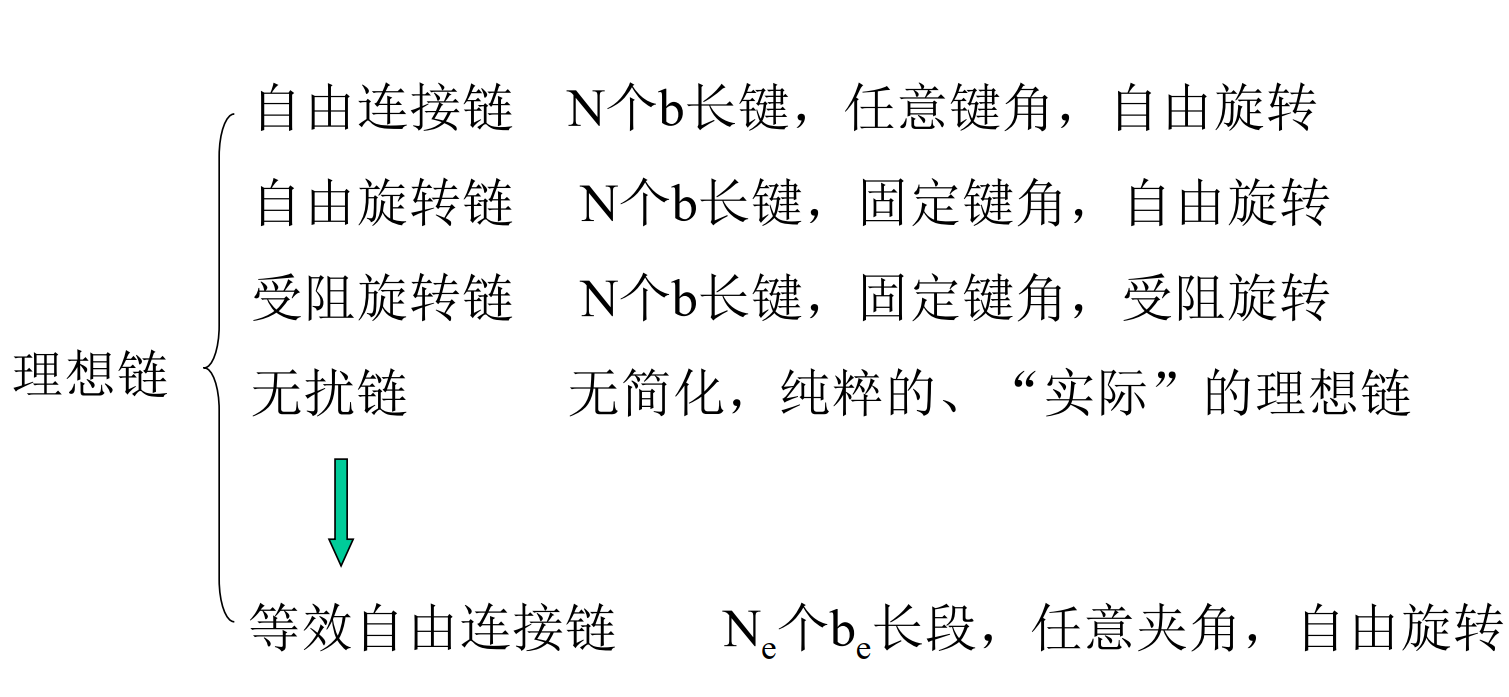 自由连接链 N个b长键，任意键角，自由旋转
自由旋转链 N个b长键，固定键角，自由旋转
受阻旋转链 N个b长键，固定键角，受阻旋转
理想链
无扰链 无简化，纯粹的、“实际”的理想链
等效自由连接链 Nₑ个bₑ长段，任意夹角，自由旋转